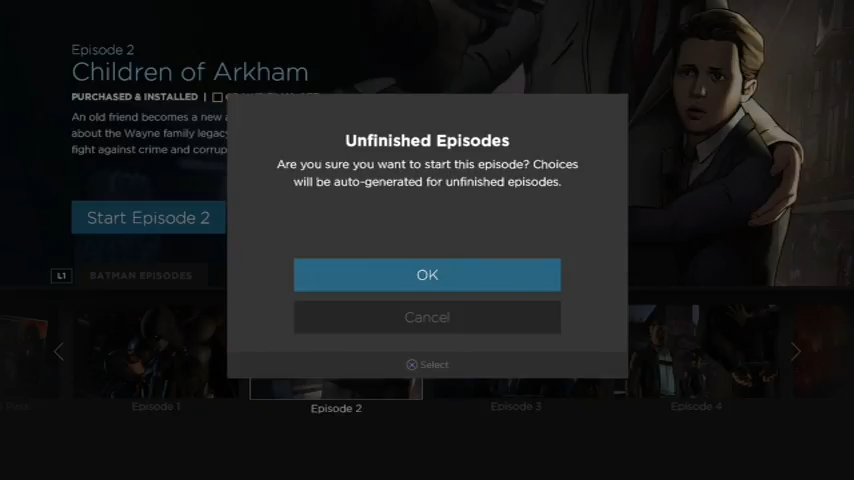 Episode 2
Children of Arkham
PURCHASED & INSTALLED |
An old friend becomes a new
about the Wayne family legacy
fight against crime and corrup
Start Episode 2
Unfinished Episodes
Are you sure you want to start this episode? Choices
will be auto-generated for unfinished episodes.
OK
Cancel
Select
L1 BATMAN EPISODES
Episode 1
Episode 2
Episode 3
Episode 4